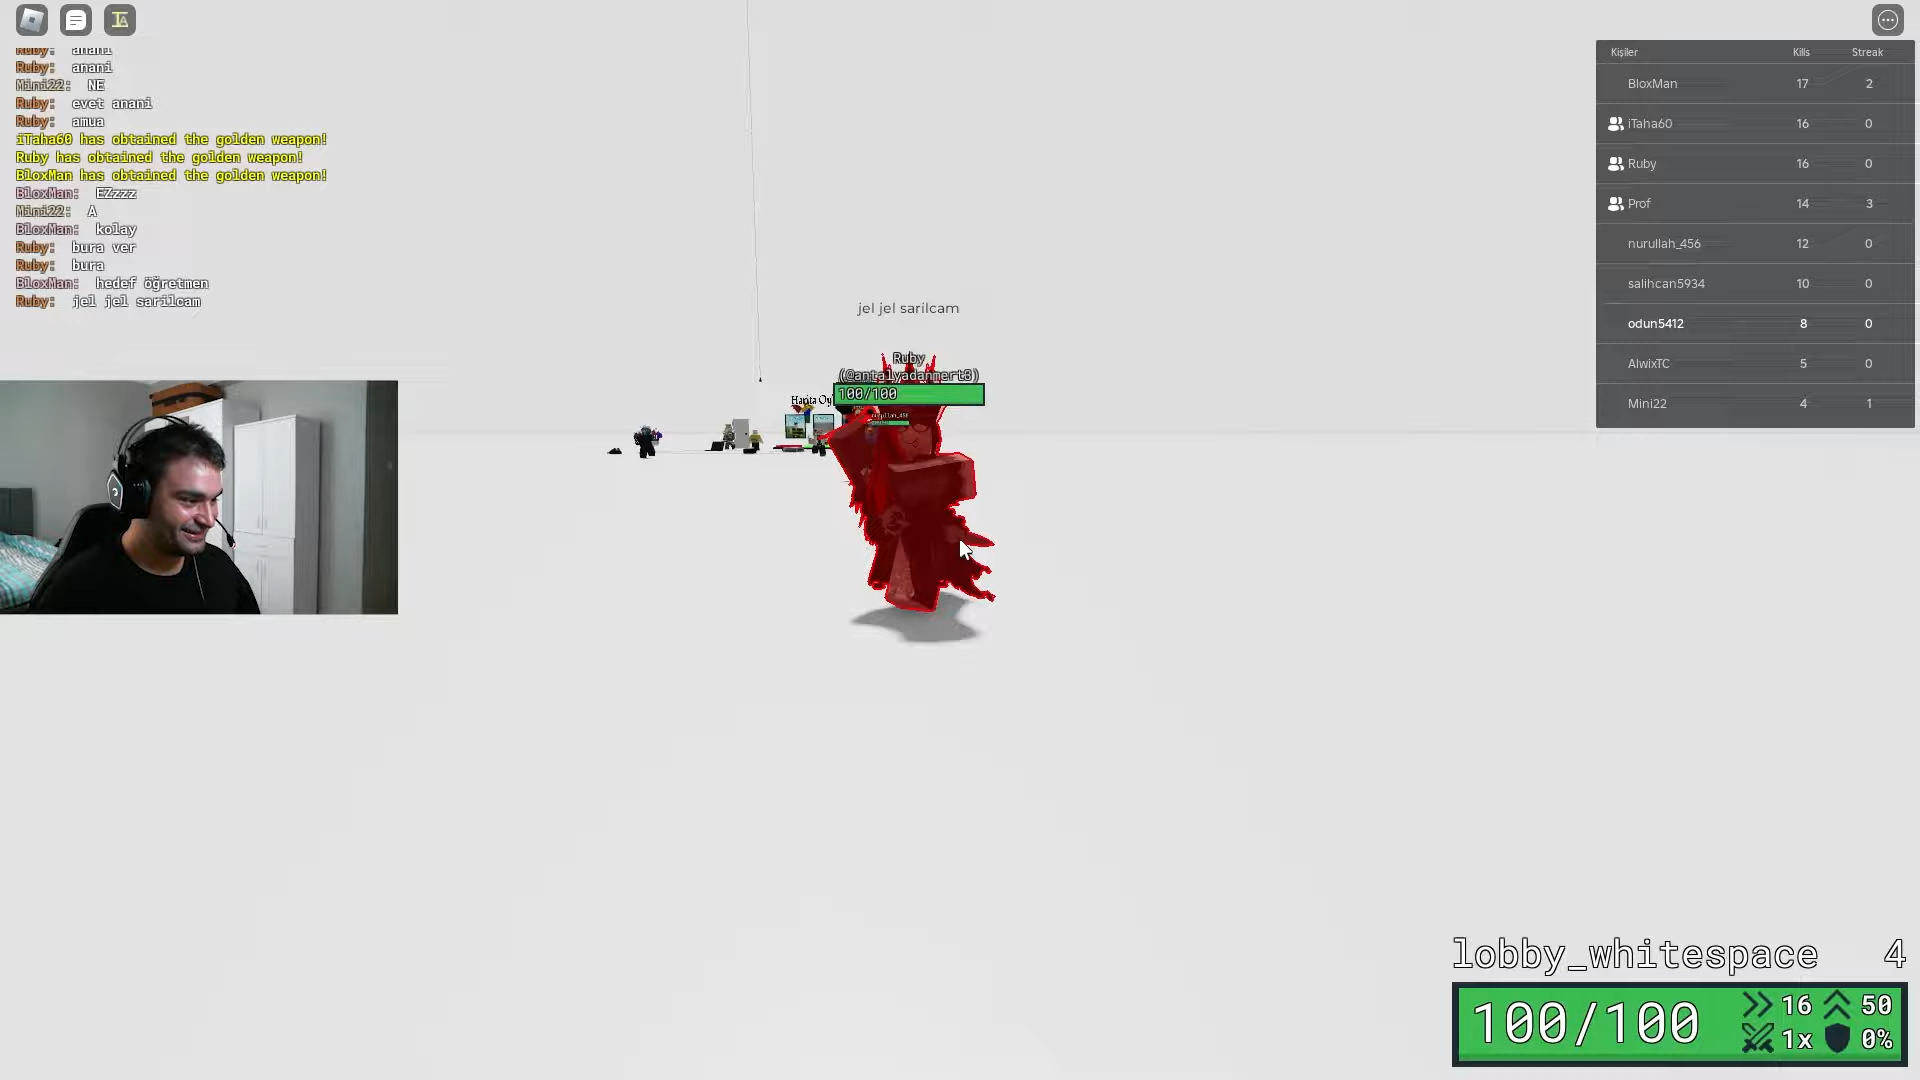 Ruby: anani
Ruby: anani
Mini22: NE
Ruby: evet anani
Ruby: amua
iTaha60 has obtained the golden weapon!
Ruby has obtained the golden weapon!
BloxMan has obtained the golden weapon!
BloxMan: EZzzz
Mini22: A
BloxMan: kolay
Ruby: bura ver
Ruby: bura
BloxMan: hedef öğretmen
Ruby: jel jel sarilcam
jel jel sarilcam
Ruby
(@antalyadanmert3)
100/100
Harita
Kişiler Kills Streak
BloxMan 17 2
iTaha60 16 0
Ruby 16 0
Prof 14 3
nurullah_456 12 0
salihcan5934 10 0
odun5412 8 0
AlwixTC 5 0
Mini22 4 1
lobby_whitespace 4
100/100 16 50
1x 0%